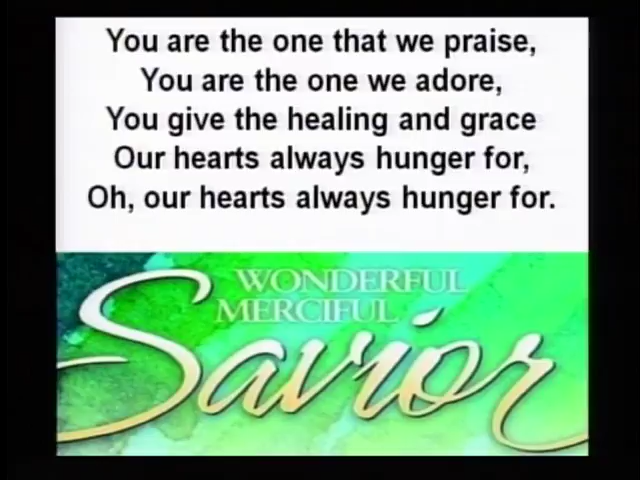 You are the one that we praise,
You are the one we adore,
You give the healing and grace
Our hearts always hunger for,
Oh, our hearts always hunger for.
WONDERFUL
MERCIFUL
Savior